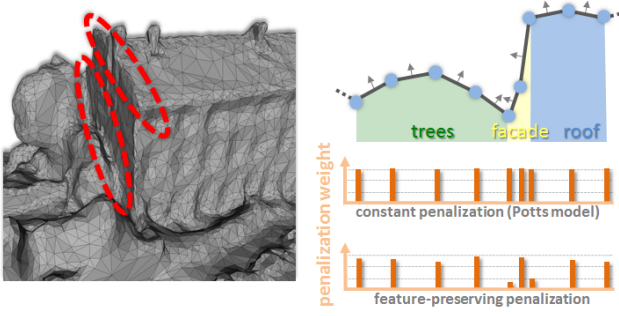 trees facade roof
penalization weight
constant penalization (Potts model)
feature-preserving penalization